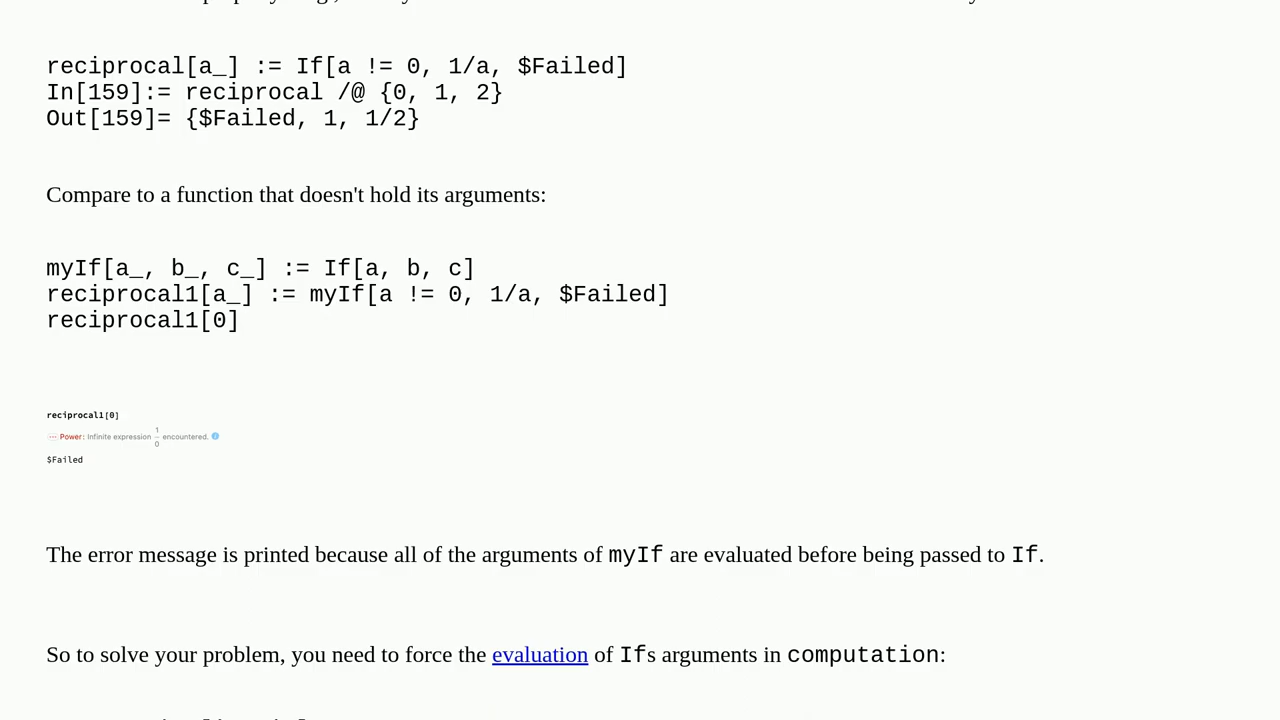 reciprocal[a_] := If[a != 0, 1/a, $Failed]
In[159]:= reciprocal /@ {0, 1, 2}
Out[159]= {$Failed, 1, 1/2}
Compare to a function that doesn't hold its arguments:
myIf[a_, b_, c_] := If[a, b, c]
reciprocal1[a_] := myIf[a != 0, 1/a, $Failed]
reciprocal1[0]
reciprocal1[0]
Power: Infinite expression 1/0 encountered.
$Failed
The error message is printed because all of the arguments of myIf are evaluated before being passed to If.
So to solve your problem, you need to force the evaluation of Ifs arguments in computation: